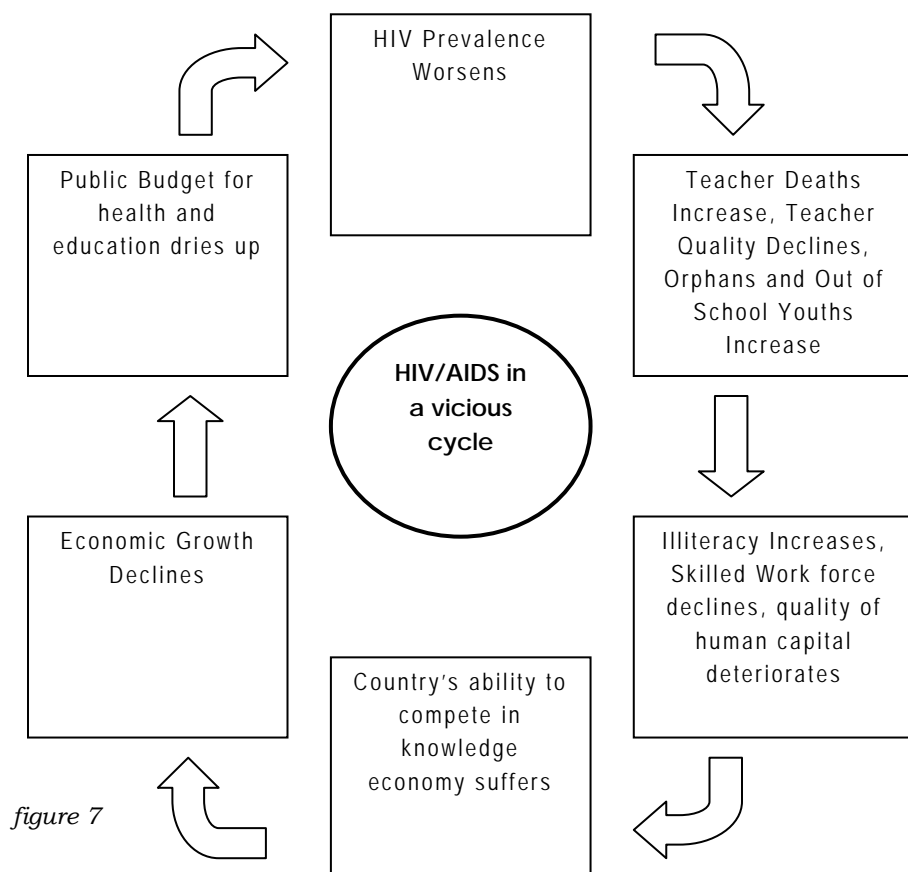 HIV Prevalence
Worsens
Teacher Deaths
Increase, Teacher
Quality Declines,
Orphans and Out of
School Youths
Increase
Illiteracy Increases,
Skilled Work force
declines, quality of
human capital
deteriorates
Country's ability to
compete in
knowledge
economy suffers
Economic Growth
Declines
Public Budget for
health and
education dries up
HIV/AIDS in
a vicious
cycle
figure 7